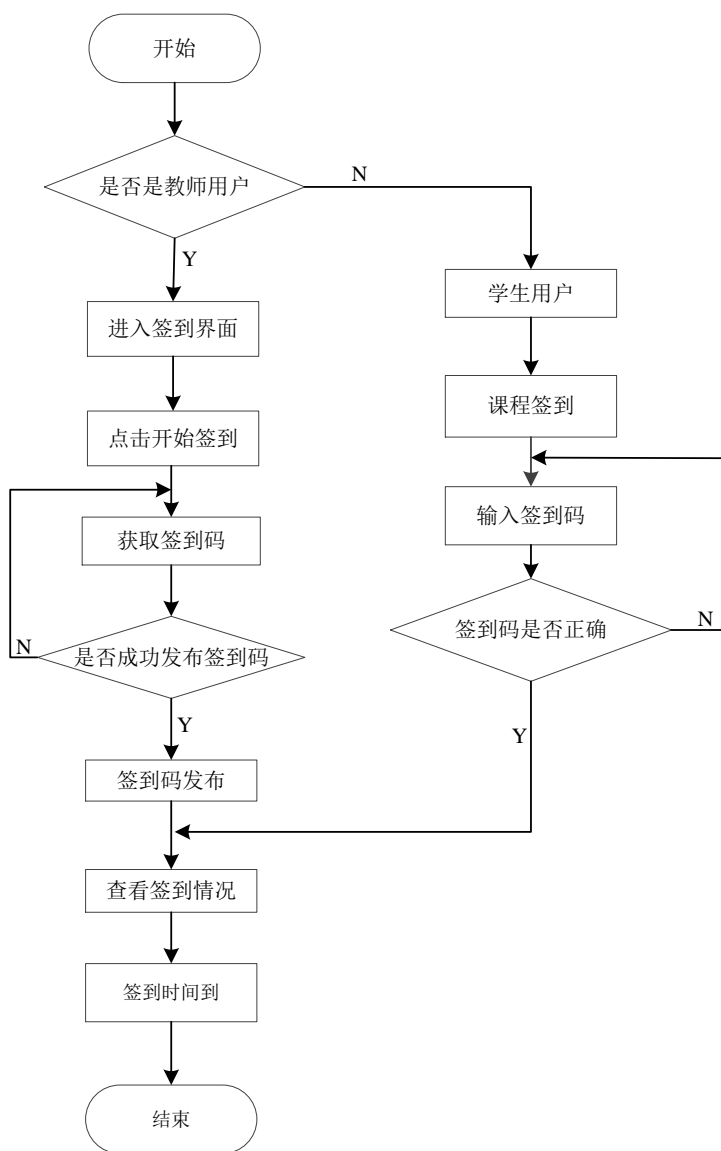 开始
是否是教师用户
N
Y
进入签到界面
学生用户
点击开始签到
课程签到
获取签到码
输入签到码
是否成功发布签到码
N
签到码是否正确
N
Y
Y
签到码发布
查看签到情况
签到时间到
结束